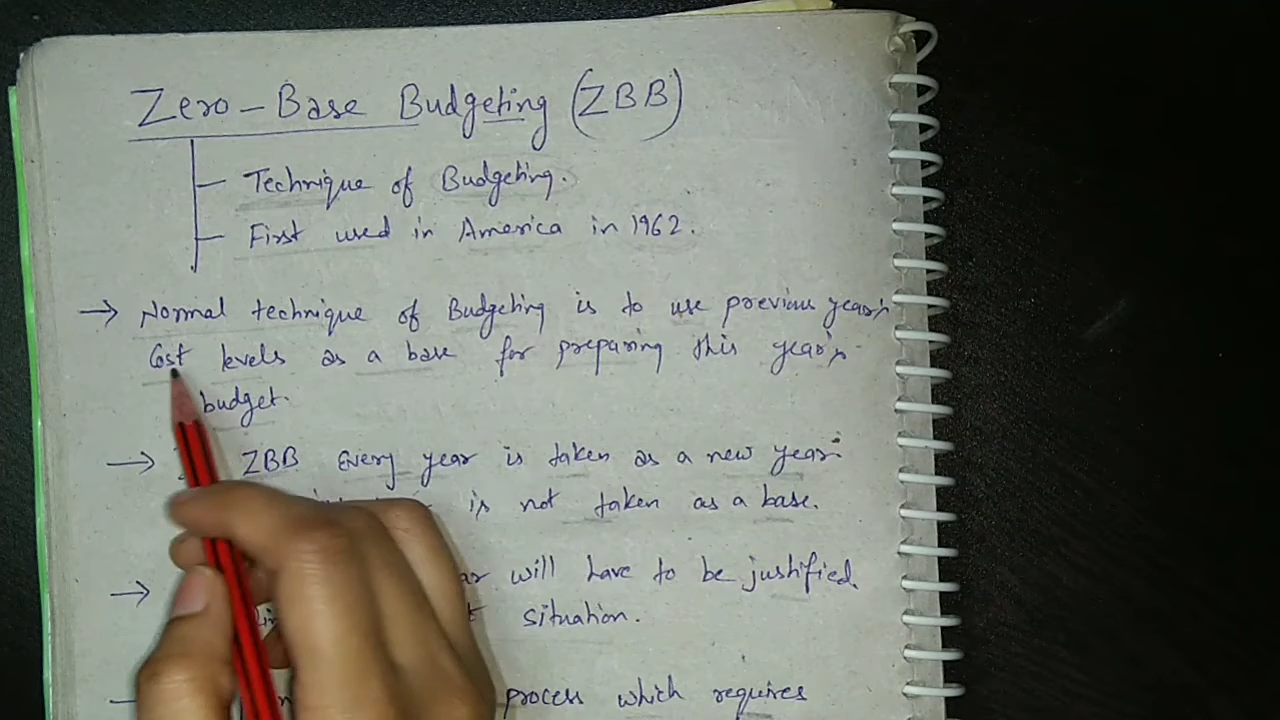 Zero-Base Budgeting (ZBB)
Technique of Budgeting.
First used in America in 1962.
→ Normal technique of Budgeting is to use previous year's
Cost levels as a base for preparing this year's
budget.
→ ZBB Every year is taken as a new year.
is not taken as a base.
→ will have to be justified.
situation.
process which requires